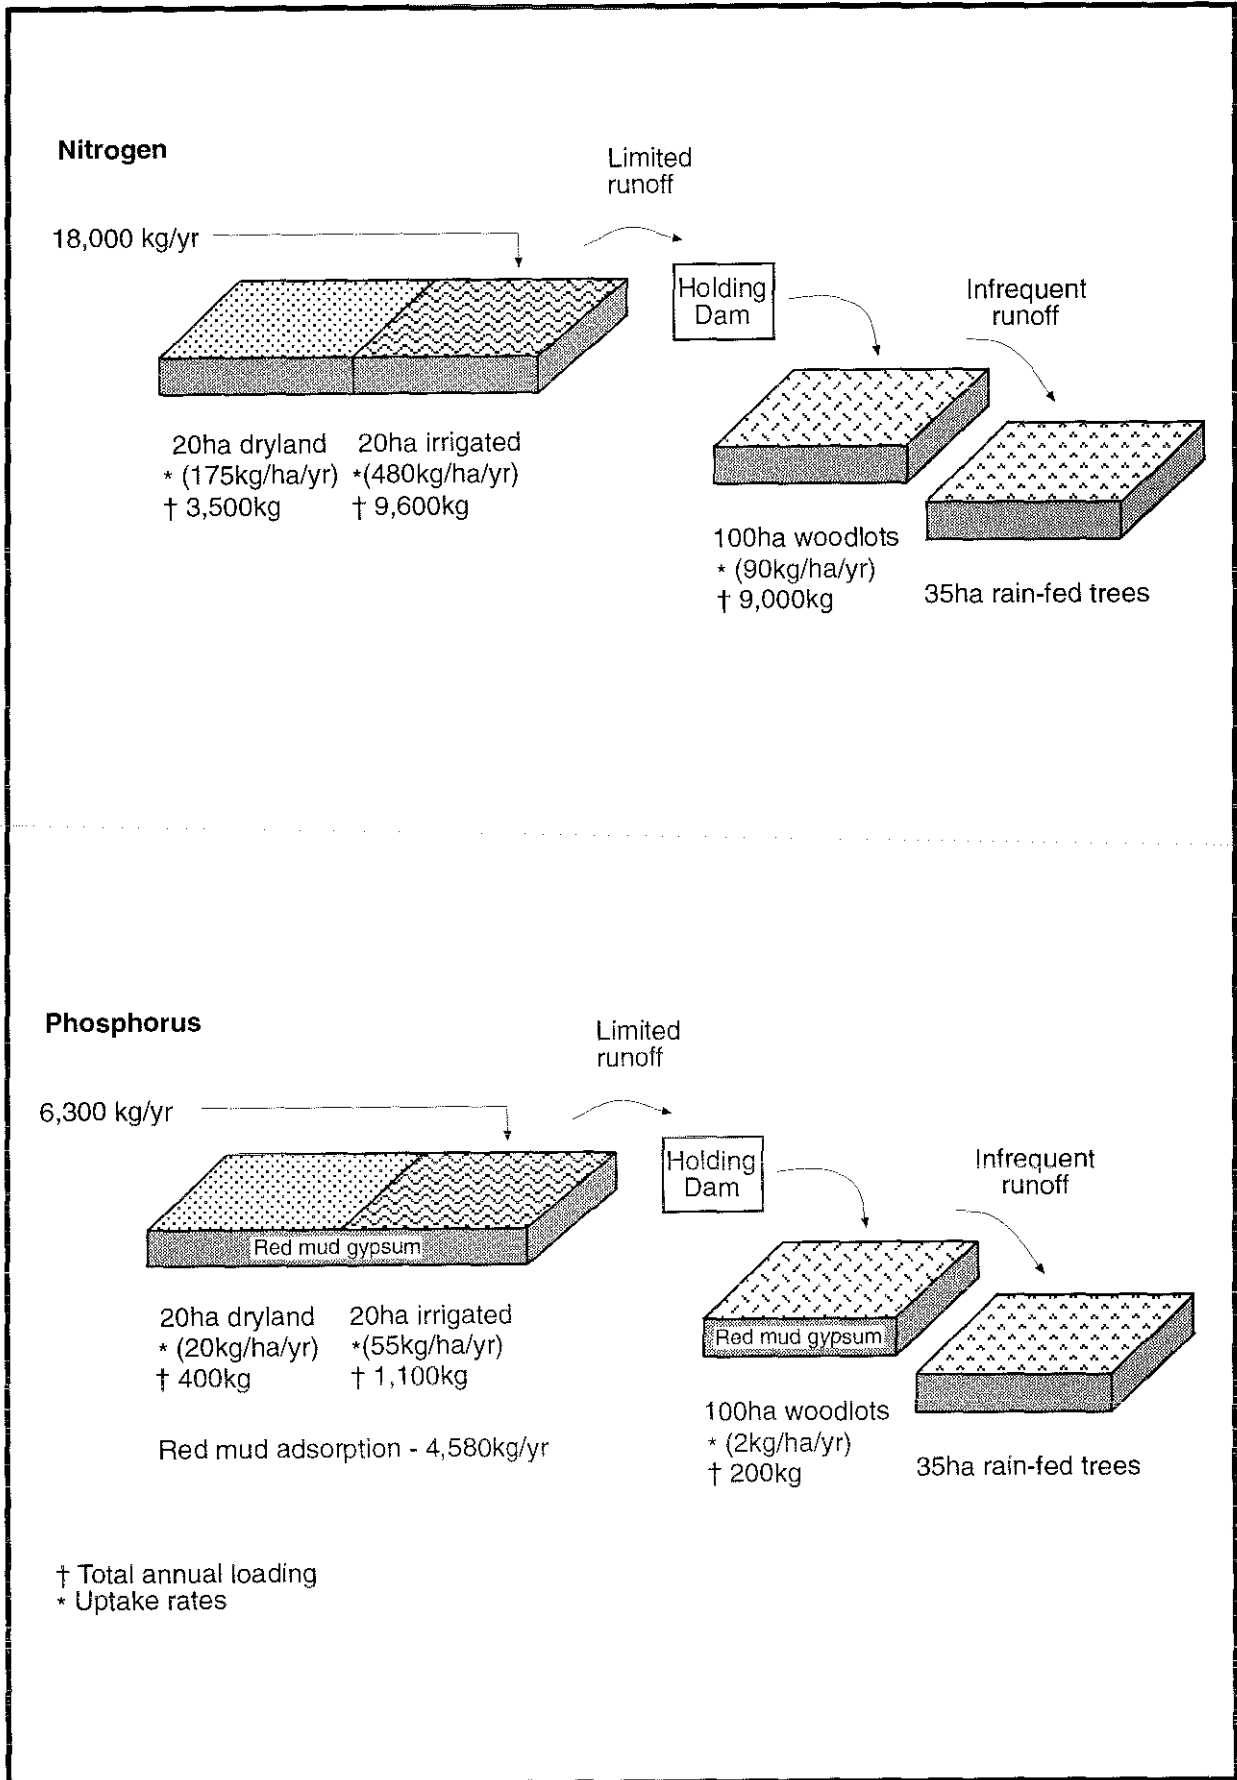 Nitrogen
Limited
runoff
18,000 kg/yr
Holding
Dam
Infrequent
runoff
20ha dryland
* (175kg/ha/yr)
† 3,500kg
20ha irrigated
*(480kg/ha/yr)
† 9,600kg
100ha woodlots
* (90kg/ha/yr)
† 9,000kg
35ha rain-fed trees
Phosphorus
Limited
runoff
6,300 kg/yr
Holding
Dam
Infrequent
runoff
Red mud gypsum
20ha dryland
* (20kg/ha/yr)
† 400kg
20ha irrigated
*(55kg/ha/yr)
† 1,100kg
Red mud gypsum
100ha woodlots
* (2kg/ha/yr)
† 200kg
35ha rain-fed trees
Red mud adsorption - 4,580kg/yr
† Total annual loading
* Uptake rates